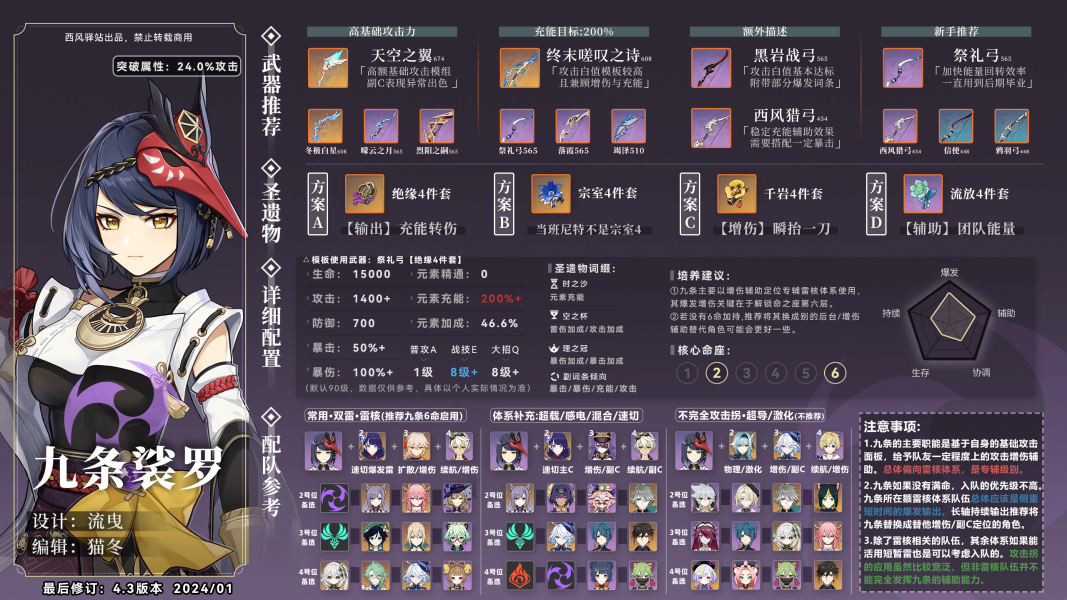 西风驿站出品，禁止转载商用
突破属性：24.0%攻击
九条裟罗
设计：流曳
编辑：猫冬
最后修订：4.3版本 2024/01
武器推荐
高基础攻击力
天空之翼674
「高额基础攻击模组
副C表现异常出色」
冬极白星608
曚云之月565
烈阳之嗣565
充能目标:200%
终末嗟叹之诗608
「攻击白值模板较高
且兼顾增伤与充能」
祭礼弓565
落霞565
竭泽510
额外描述
黑岩战弓565
「攻击白值基本达标
附带部分爆发词条」
西风猎弓454
「稳定充能辅助效果
需要搭配一定暴击」
新手推荐
祭礼弓565
「加快能量回转效率
一直用到后期毕业」
西风猎弓454
信使448
鸦羽弓448
圣遗物
方案A
绝缘4件套
【输出】充能转伤
方案B
宗室4件套
当班尼特不是宗室4
方案C
千岩4件套
【增伤】瞬抬一刀
方案D
流放4件套
【辅助】团队能量
详细配置
△模板使用武器：祭礼弓【绝缘4件套】
生命： 15000 元素精通： 0
攻击： 1400+ 元素充能： 200%+
防御： 700 元素加成： 46.6%
暴击： 50%+ 普攻A 战技E 大招Q
暴伤： 100%+ 1级 8级+ 8级+
(默认90级，数据仅供参考，具体以个人实际情况为准)
圣遗物词缀：
时之沙
元素充能
空之杯
雷伤加成/攻击加成
理之冠
暴伤加成/暴击加成
副词条倾向
暴击/暴伤/充能/攻击
培养建议：
①九条主要以增伤辅助定位专辅雷核体系使用，
其爆发增伤关键在于解锁命之座第六层。
②若没有6命加持,推荐将其换成别的后台/增伤
辅助替代角色可能会更好一些。
核心命座：
1 2 3 4 5 6
爆发
持续
辅助
生存
协调
配队参考
常用·双雷·雷核(推荐九条6命启用)
2 3 4
速切爆发雷 扩散/增伤 续航/增伤
2号位
备选
3号位
备选
4号位
备选
体系补充:超载/感电/混合/速切
2 3 4
速切主C 增伤/副C 续航/副C
2号位
备选
3号位
备选
4号位
备选
不完全攻击拐·超导/激化(不推荐)
2 3 4
物理/激化 增伤/副C 续航/增伤
2号位
备选
3号位
备选
4号位
备选
注意事项：
1.九条的主要职能是基于自身的基础攻击
面板，给予队友一定程度上的攻击增伤辅
助。总体偏向雷核体系，是专辅级别。
2.九条如果没有满命，入队的优先级不高。
九条所在额雷核体系队伍总体应该是侧重
短时间的爆发输出。长轴持续输出推荐将
九条替换成替他增伤/副C定位的角色。
3.除了雷核相关的队伍，其余体系如果能
活用短暂雷也是可以考虑入队的。攻击拐
的应用虽然比较宽泛，但非雷核队伍并不
能完全发挥九条的辅助能力。